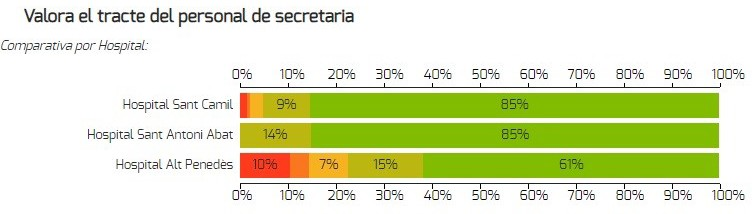 Valora el tracte del personal de secretaria
Comparativa por Hospital:
0% 10% 20% 30% 40% 50% 60% 70% 80% 90% 100%
Hospital Sant Camil 9% 85%
Hospital Sant Antoni Abat 14% 85%
Hospital Alt Penedès 10% 7% 15% 61%
0% 10% 20% 30% 40% 50% 60% 70% 80% 90% 100%